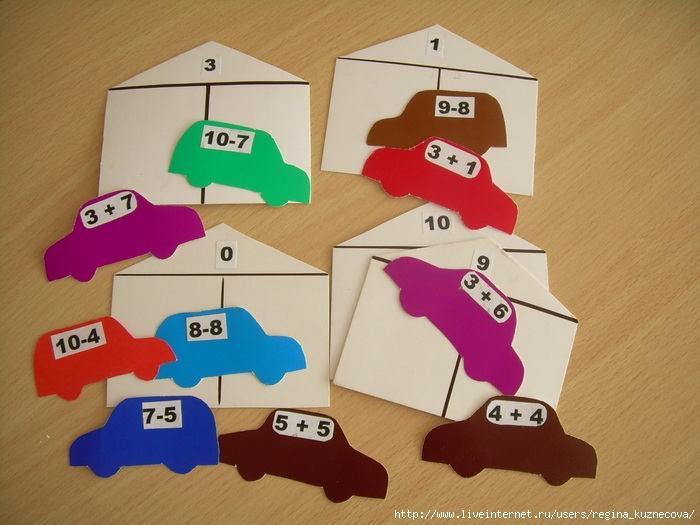 3
1
9-8
10-7
3 + 1
3 + 7
10
0
9
3 + 6
8-8
10-4
7-5
5 + 5
4 + 4
http://www.liveinternet.ru/users/regina_kuznecova/